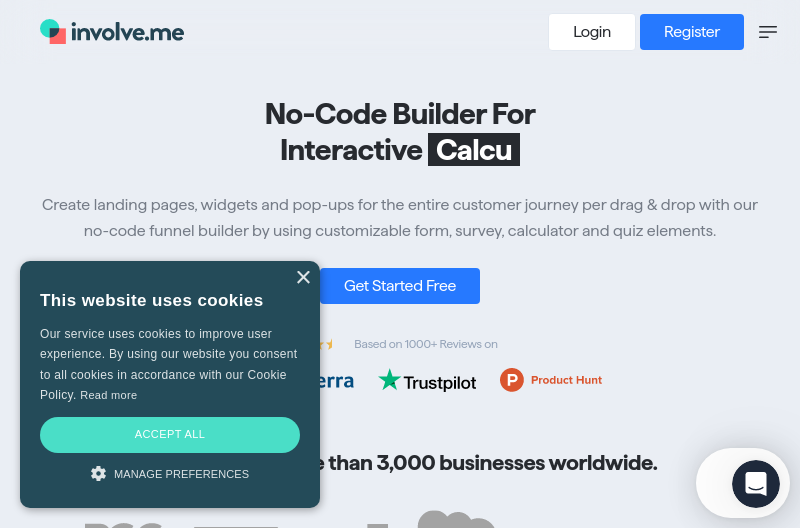 involve.me
Login
Register
No-Code Builder For
Interactive Calcu
Create landing pages, widgets and pop-ups for the entire customer journey per drag & drop with our
no-code funnel builder by using customizable form, survey, calculator and quiz elements.
Get Started Free
Based on 1000+ Reviews on
Trustpilot
P Product Hunt
than 3,000 businesses worldwide.
This website uses cookies
Our service uses cookies to improve user
experience. By using our website you consent
to all cookies in accordance with our Cookie
Policy. Read more
ACCEPT ALL
MANAGE PREFERENCES